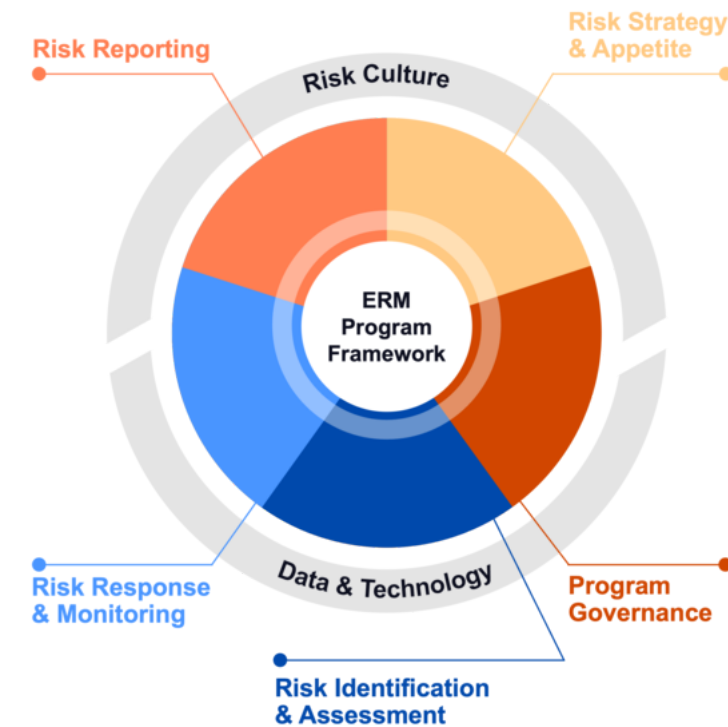 Risk Strategy
& Appetite
Risk Reporting
Risk Culture
ERM
Program
Framework
Data & Technology
Risk Response
& Monitoring
Program
Governance
Risk Identification
& Assessment